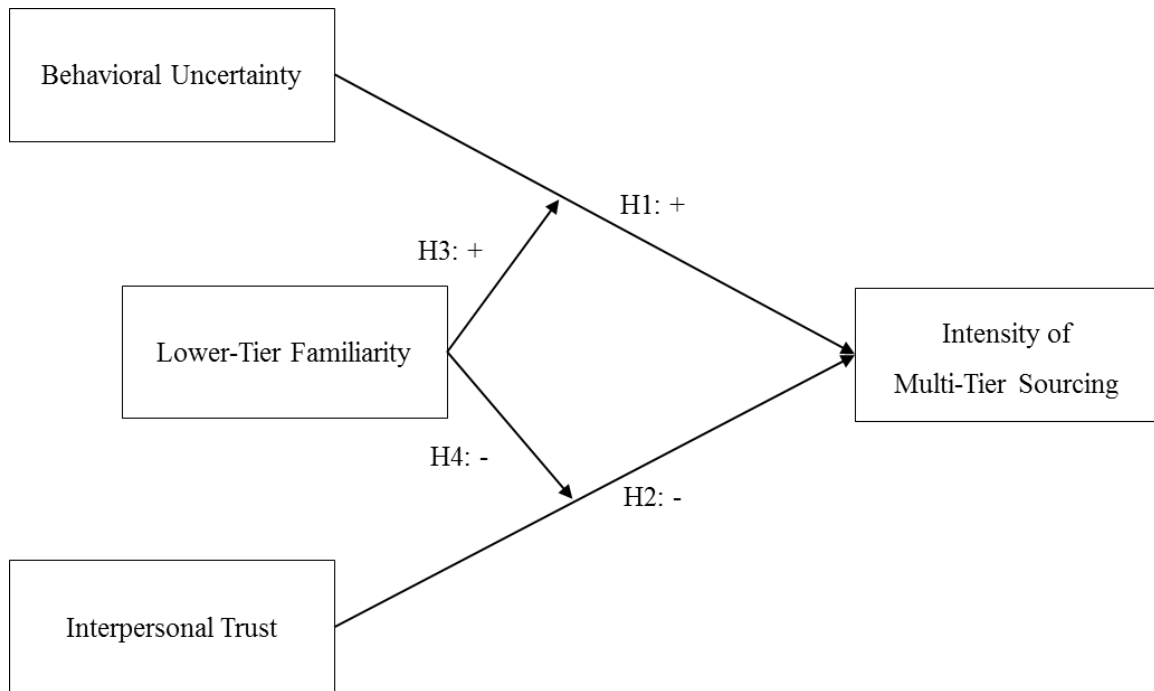 Behavioral Uncertainty
H1: +
H3: +
Lower-Tier Familiarity
Intensity of
Multi-Tier Sourcing
H4: -
H2: -
Interpersonal Trust